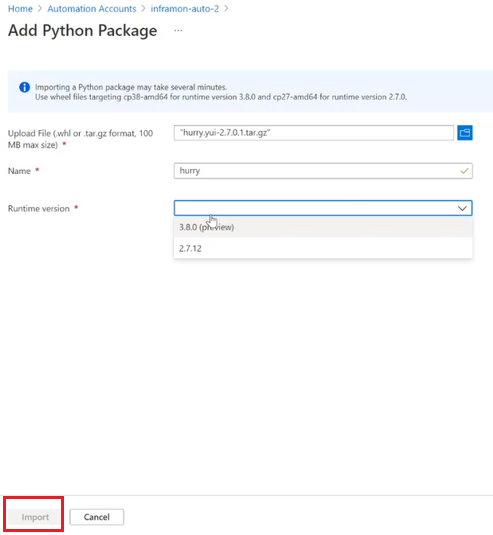 Home > Automation Accounts > inframon-auto-2 >
Add Python Package ...
Importing a Python package may take several minutes.
Use wheel files targeting cp38-amd64 for runtime version 3.8.0 and cp27-amd64 for runtime version 2.7.0.
Upload File (.whl or .tar.gz format, 100
MB max size) *
"hurry.yui-2.7.0.1.tar.gz"
Name *
hurry
Runtime version *
3.8.0 (preview)
2.7.12
Import
Cancel